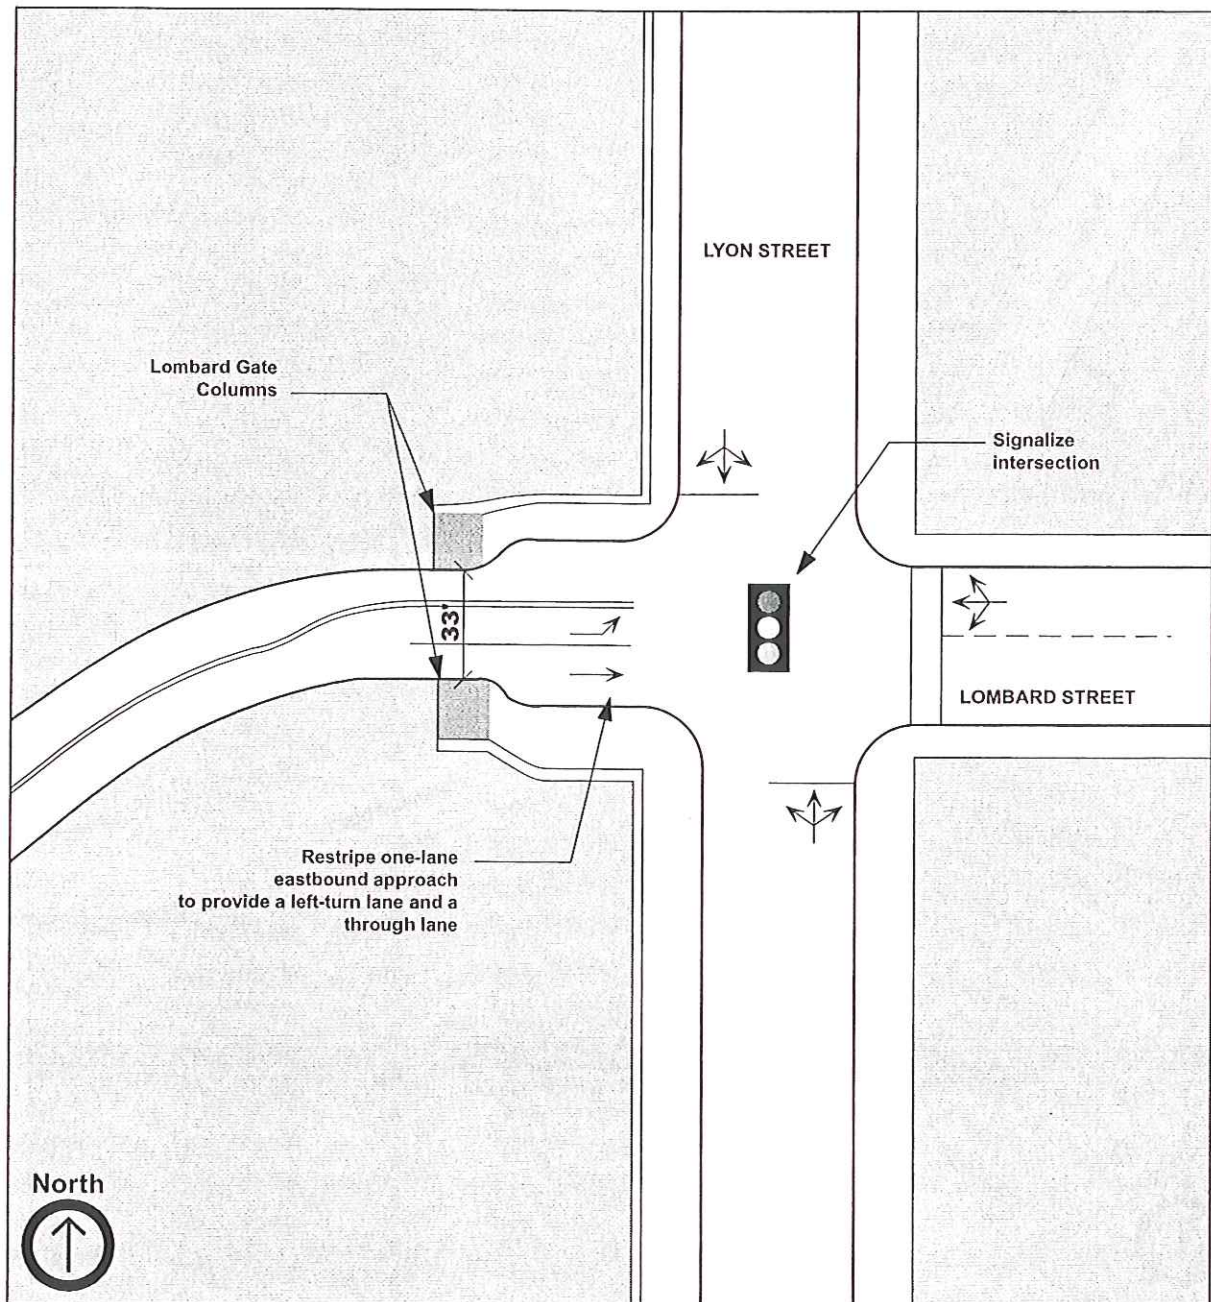 LYON STREET
Lombard Gate
Columns
Signalize
intersection
33'
LOMBARD STREET
Restripe one-lane
eastbound approach
to provide a left-turn lane and a
through lane
North